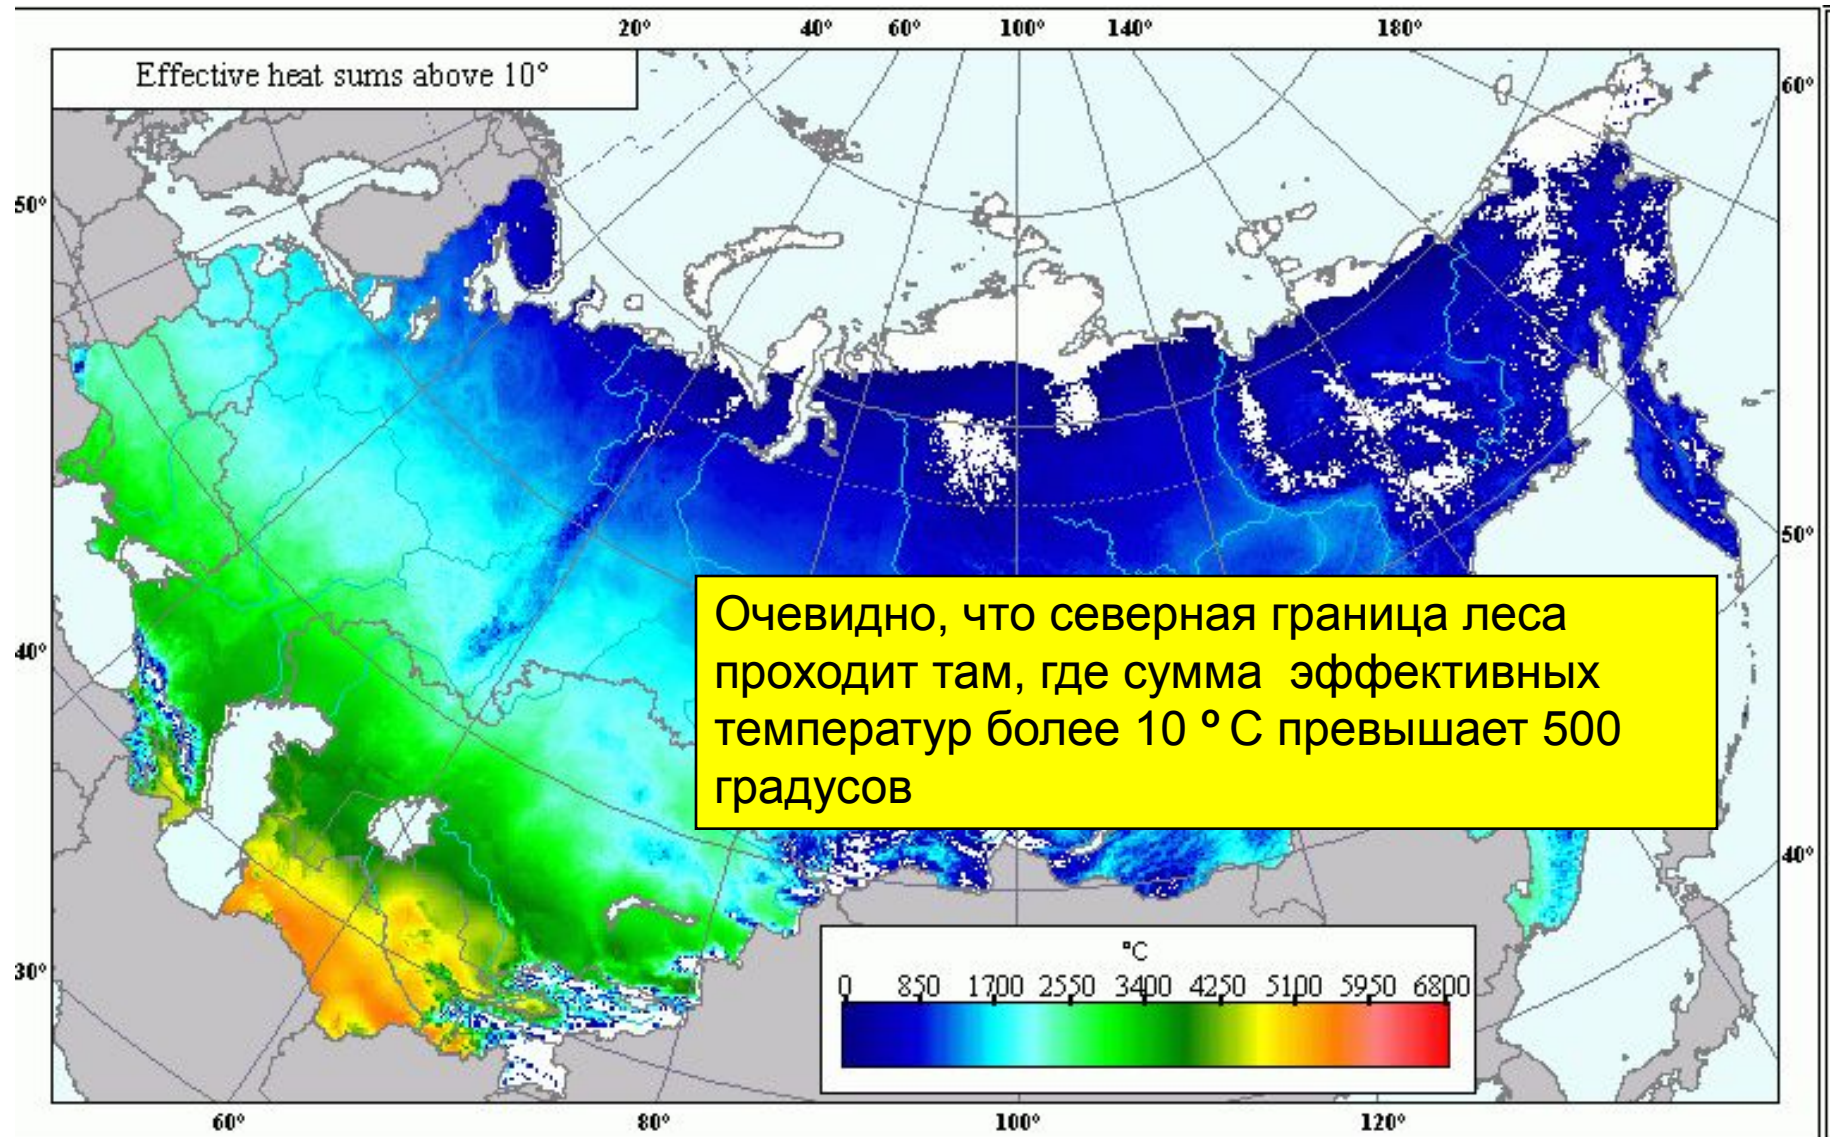 20° 40° 60° 100° 140° 180°
Effective heat sums above 10°
60°
50°
50°
Очевидно, что северная граница леса
проходит там, где сумма эффективных
температур более 10 º С превышает 500
градусов
40°
40°
°C
0 850 1700 2550 3400 4250 5100 5950 6800
30°
60° 80° 100° 120°